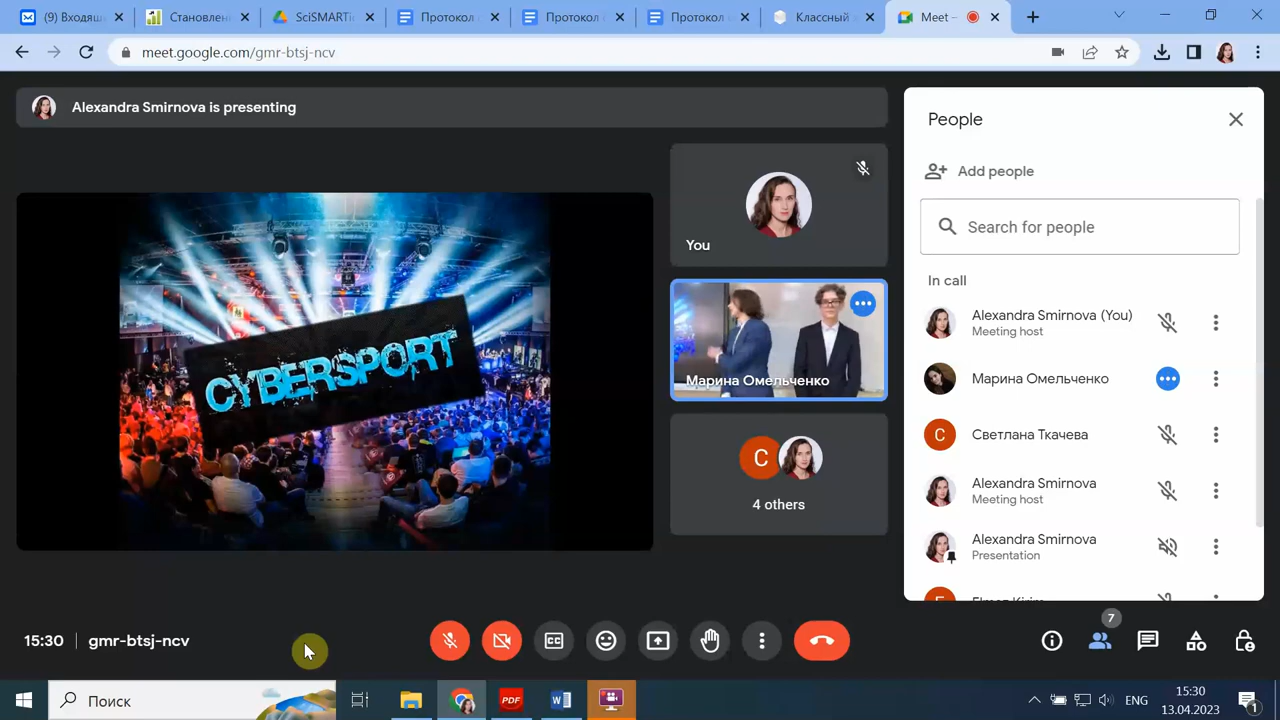 (9) Входящ
Становлен
SciSMARTi
Протокол с
Протокол (
Протокол и
Классный
Meet –
meet.google.com/gmr-btsj-ncv
Alexandra Smirnova is presenting
CYBERSPORT
You
Марина Омельченко
C
4 others
People
Add people
Search for people
In call
Alexandra Smirnova (You)
Meeting host
Марина Омельченко
С
Светлана Ткачева
Alexandra Smirnova
Meeting host
Alexandra Smirnova
Presentation
15:30
gmr-btsj-ncv
7
Поиск
PDF
ENG
15:30
13.04.2023
1